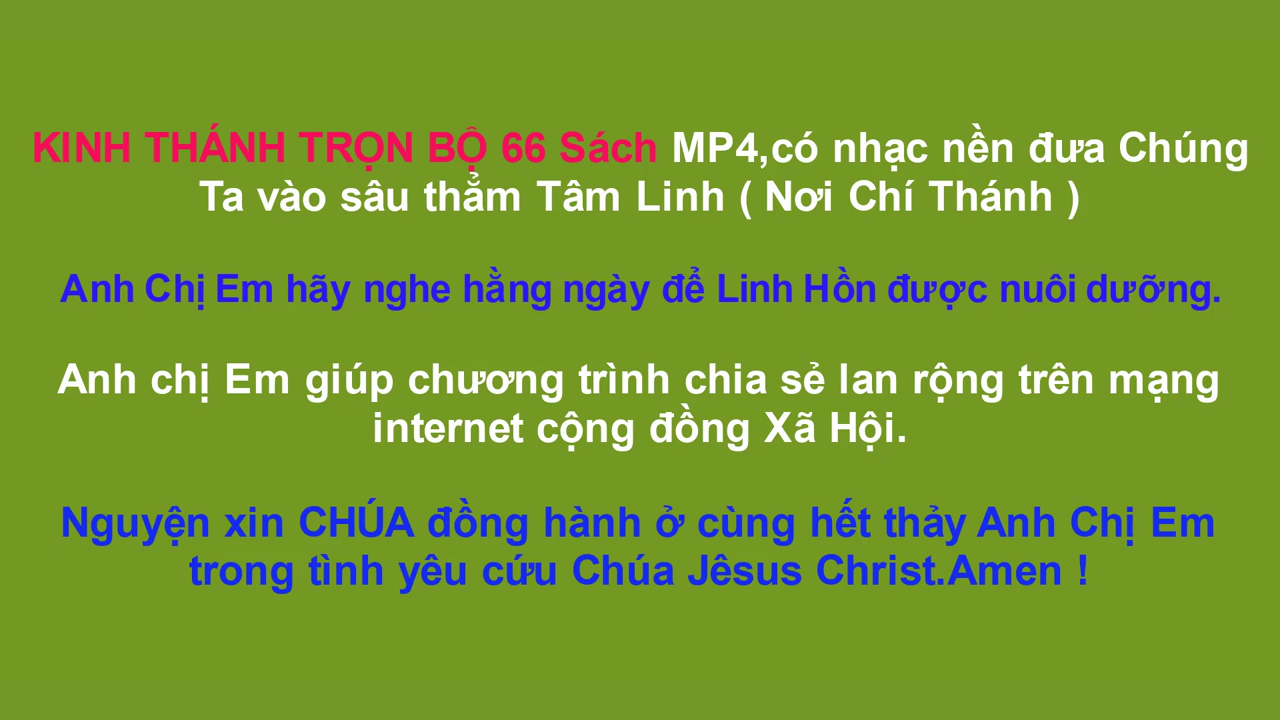 KINH THÁNH TRỌN BỘ 66 Sách MP4,có nhạc nền đưa Chúng
Ta vào sâu thẳm Tâm Linh ( Nơi Chí Thánh )
Anh Chị Em hãy nghe hằng ngày để Linh Hồn được nuôi dưỡng.
Anh chị Em giúp chương trình chia sẻ lan rộng trên mạng
internet cộng đồng Xã Hội.
Nguyện xin CHÚA đồng hành ở cùng hết thảy Anh Chị Em
trong tình yêu cứu Chúa Jêsus Christ.Amen !